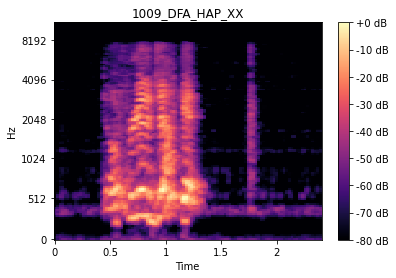 1009_DFA_HAP_XX
+0 dB
8192
-10 dB
4096
-20 dB
-30 dB
2048
Hz
-40 dB
1024
-50 dB
512
-60 dB
-70 dB
0
-80 dB
0
0.5
1
1.5
2
Time